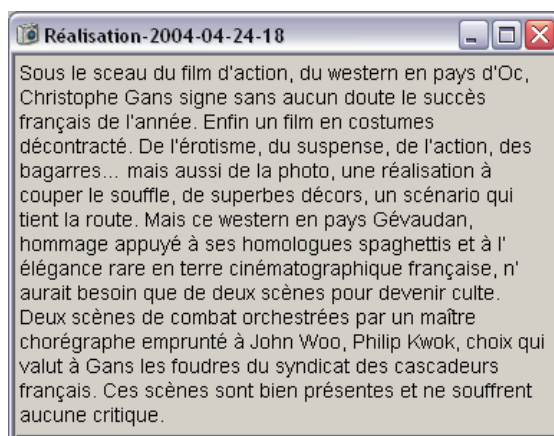 Réalisation-2004-04-24-18
Sous le sceau du film d'action, du western en pays d'Oc,
Christophe Gans signe sans aucun doute le succès
français de l'année. Enfin un film en costumes
décontracté. De l'érotisme, du suspense, de l'action, des
bagarres... mais aussi de la photo, une réalisation à
couper le souffle, de superbes décors, un scénario qui
tient la route. Mais ce western en pays Gévaudan,
hommage appuyé à ses homologues spaghettis et à l'
élégance rare en terre cinématographique française, n'
aurait besoin que de deux scènes pour devenir culte.
Deux scènes de combat orchestrées par un maître
chorégraphe emprunté à John Woo, Philip Kwok, choix qui
valut à Gans les foudres du syndicat des cascadeurs
français. Ces scènes sont bien présentes et ne souffrent
aucune critique.